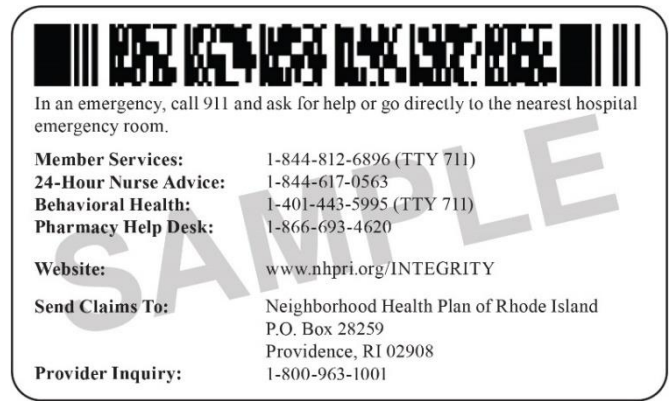 In an emergency, call 911 and ask for help or go directly to the nearest hospital
emergency room.
Member Services: 1-844-812-6896 (TTY 711)
24-Hour Nurse Advice: 1-844-617-0563
Behavioral Health: 1-401-443-5995 (TTY 711)
Pharmacy Help Desk: 1-866-693-4620
SAMPLE
Website: www.nhpri.org/INTEGRITY
Send Claims To: Neighborhood Health Plan of Rhode Island
P.O. Box 28259
Providence, RI 02908
Provider Inquiry: 1-800-963-1001